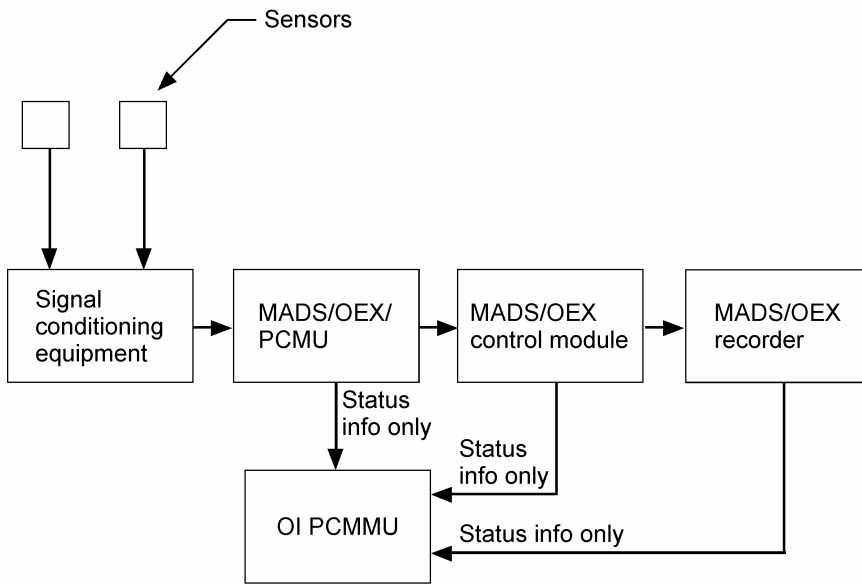 Sensors
Signal
conditioning
equipment
MADS/OEX/
PCMU
MADS/OEX
control module
MADS/OEX
recorder
Status
info only
Status
info only
OI PCMMU
Status info only